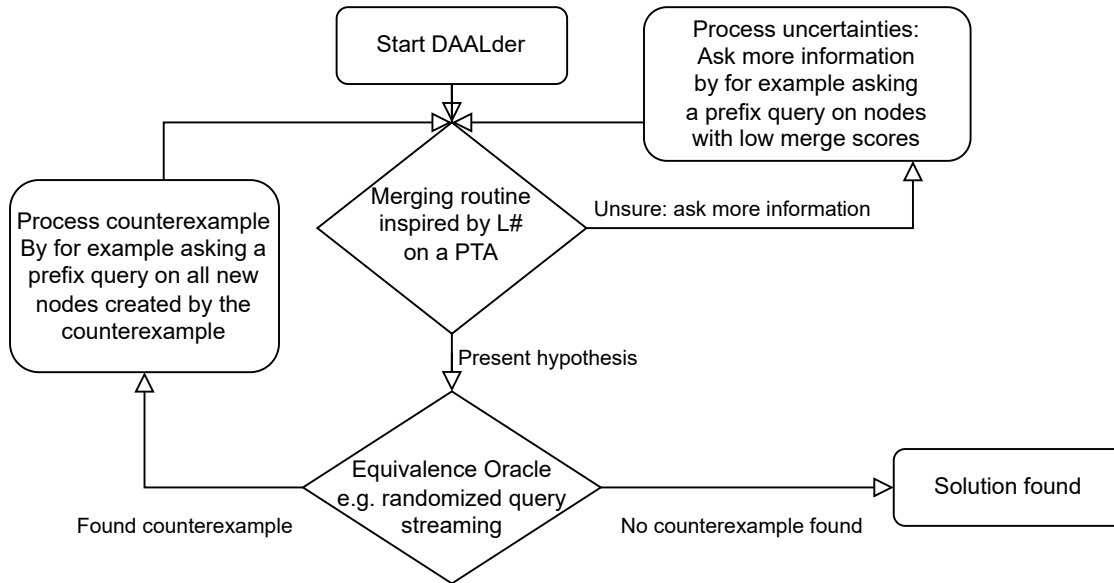 Start DAALder
Process uncertainties:
Ask more information
by for example asking
a prefix query on nodes
with low merge scores
Merging routine
inspired by L#
on a PTA
Unsure: ask more information
Process counterexample
By for example asking a
prefix query on all new
nodes created by the
counterexample
Present hypothesis
Equivalence Oracle
e.g. randomized query
streaming
Found counterexample
No counterexample found
Solution found